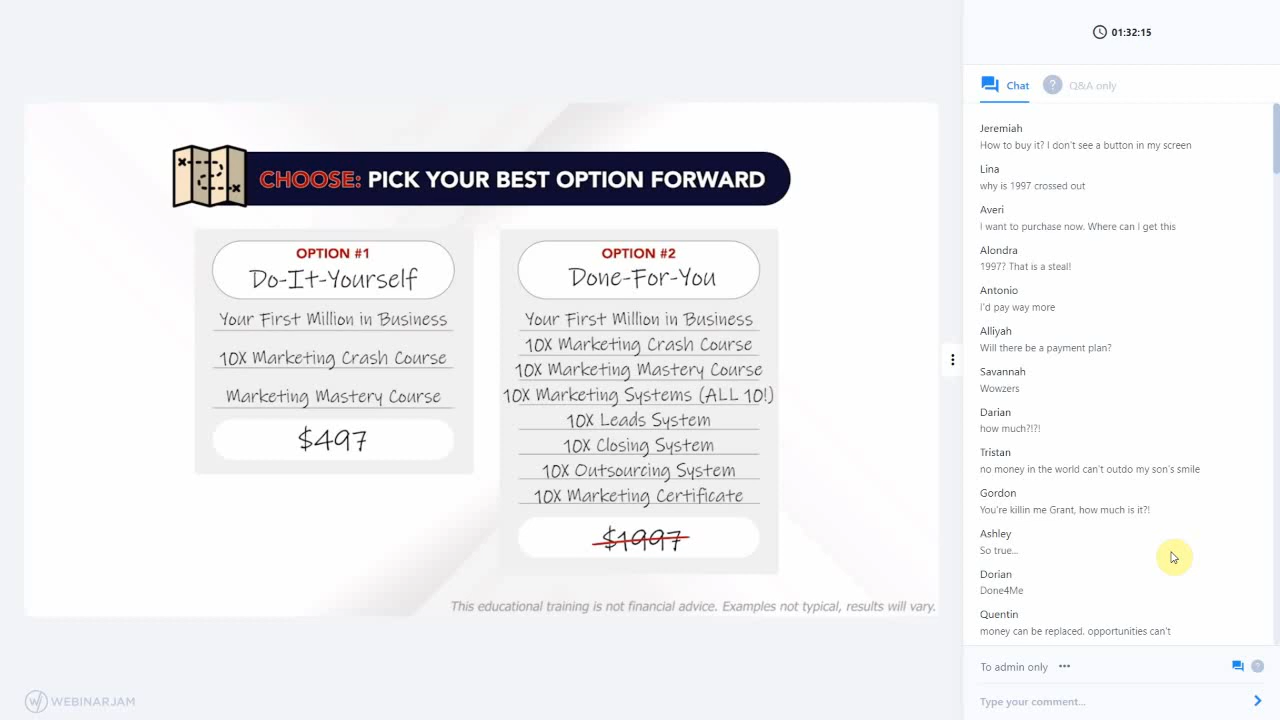 CHOOSE: PICK YOUR BEST OPTION FORWARD
OPTION #1
Do-It-Yourself
Your First Million in Business
10X Marketing Crash Course
Marketing Mastery Course
$497
OPTION #2
Done-For-You
Your First Million in Business
10X Marketing Crash Course
10X Marketing Mastery Course
10X Marketing Systems (ALL 10!)
10X Leads System
10X Closing System
10X Outsourcing System
10X Marketing Certificate
$1997
This educational training is not financial advice. Examples not typical, results will vary.
WEBINARJAM
01:32:15
Chat
? Q&A only
Jeremiah
How to buy it? I don't see a button in my screen
Lina
why is 1997 crossed out
Averi
I want to purchase now. Where can I get this
Alondra
1997? That is a steal!
Antonio
I'd pay way more
Alliyah
Will there be a payment plan?
Savannah
Wowzers
Darian
how much?!?!
Tristan
no money in the world can't outdo my son's smile
Gordon
You're killin me Grant, how much is it?!
Ashley
So true...
Dorian
Done4Me
Quentin
money can be replaced. opportunities can't
To admin only
?
Type your comment...